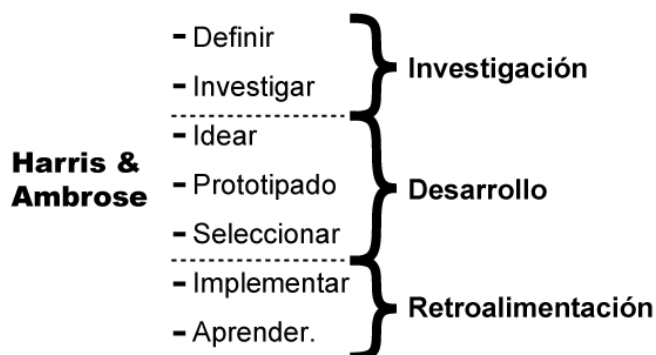 Harris &
Ambrose
- Definir
- Investigar
- Idear
- Prototipado
- Seleccionar
- Implementar
- Aprender.
Investigación
Desarrollo
Retroalimentación